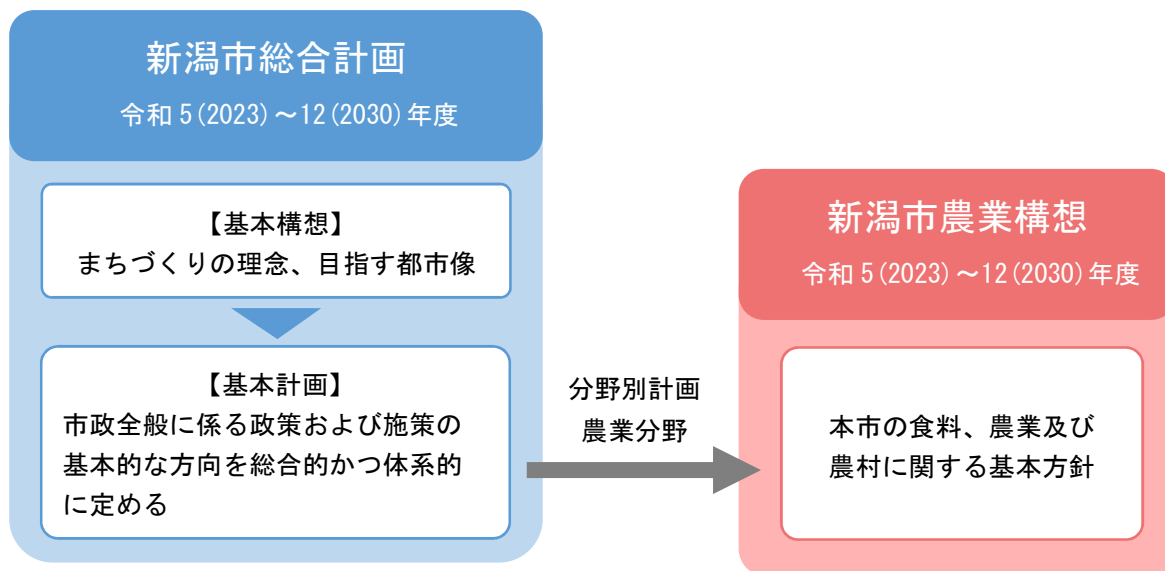 新潟市総合計画
令和5(2023)～12(2030)年度
【基本構想】
まちづくりの理念、目指す都市像
【基本計画】
市政全般に係る政策および施策の
基本的な方向を総合的かつ体系的
に定める
分野別計画
農業分野
新潟市農業構想
令和5(2023)～12(2030)年度
本市の食料、農業及び
農村に関する基本方針